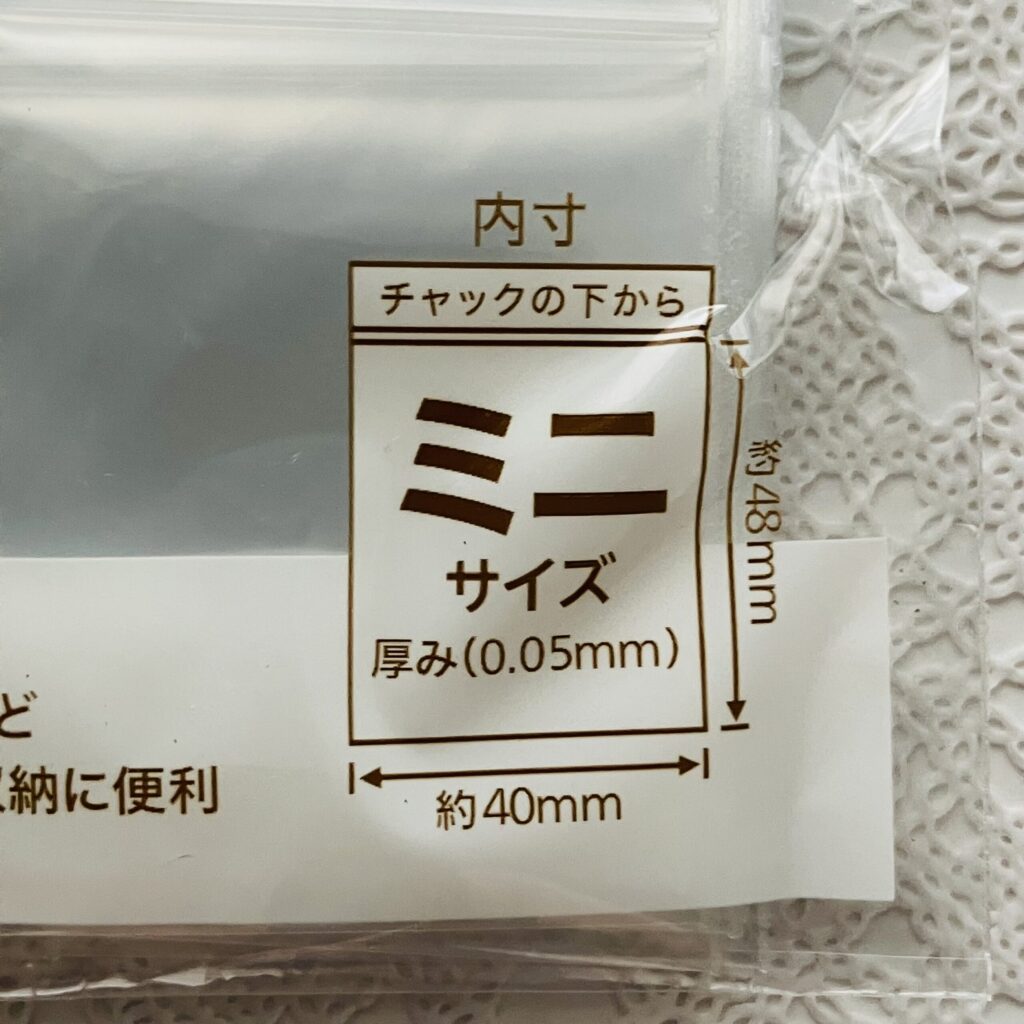 内寸
チャックの下から
ミニ
サイズ
厚み(0.05mm)
約48mm
約40mm
ど
納に便利